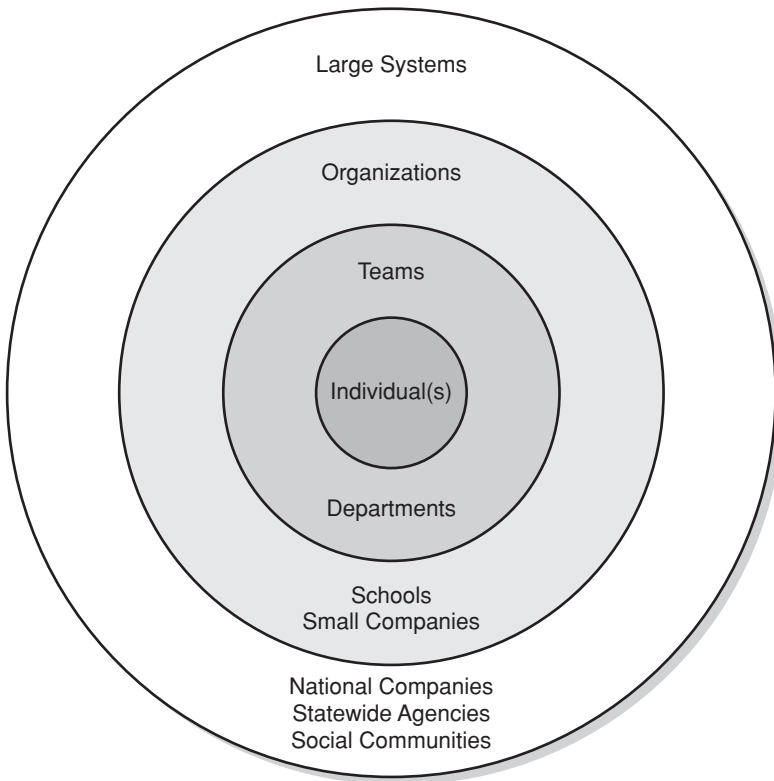 Large Systems
Organizations
Teams
Individual(s)
Departments
Schools
Small Companies
National Companies
Statewide Agencies
Social Communities